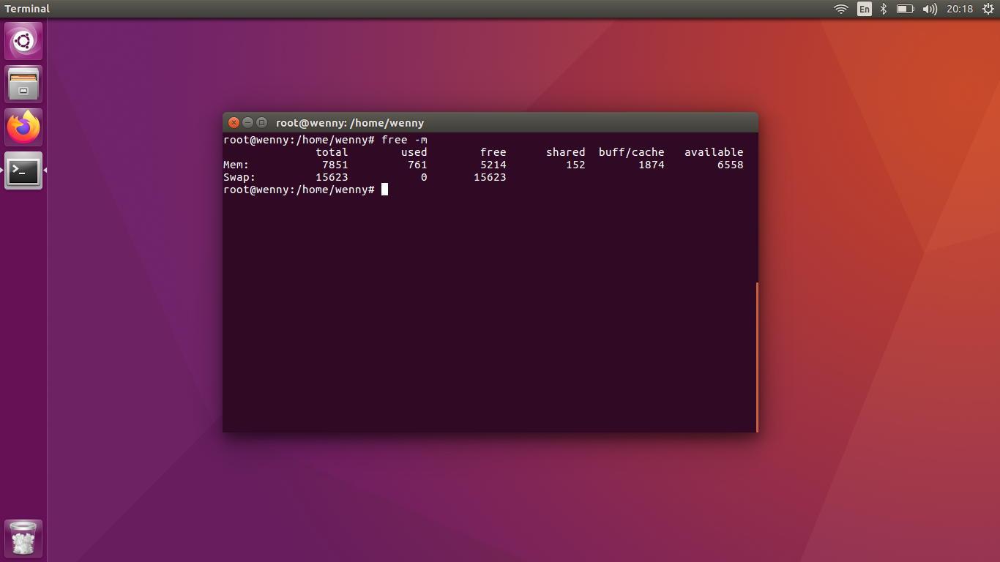 Terminal
En
20:18
root@wenny: /home/wenny
root@wenny:/home/wenny# free -m
              total        used        free      shared  buff/cache   available
Mem:           7851         761        5214         152        1874        6558
Swap:         15623           0       15623
root@wenny:/home/wenny#